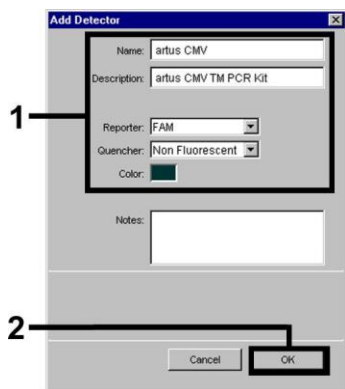 Add Detector
1
Name: artus CMV
Description: artus CMV TM PCR Kit
Reporter: FAM
Quencher: Non Fluorescent
Color:
Notes:
2
Cancel OK